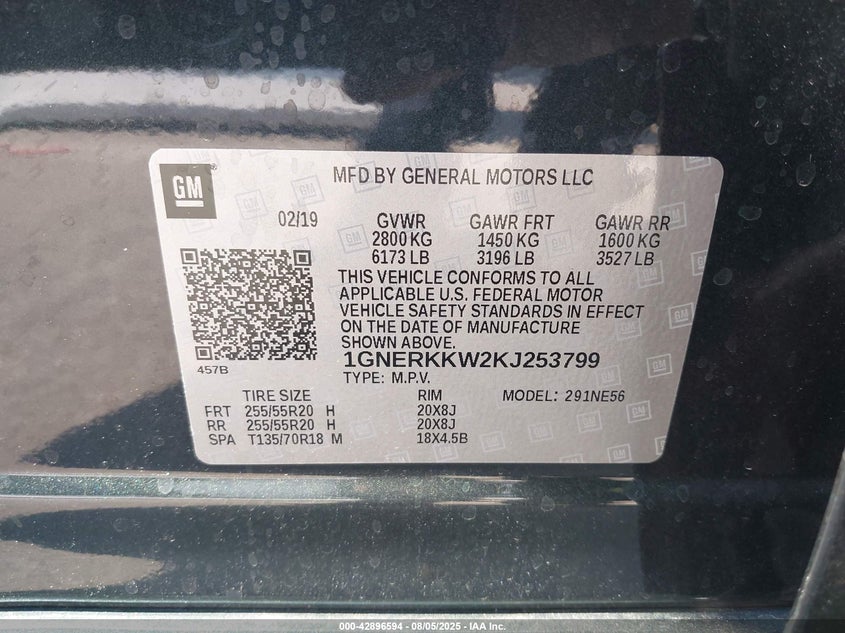 GM
MFD BY GENERAL MOTORS LLC
02/19 GVWR GAWR FRT GAWR RR
2800 KG 1450 KG 1600 KG
6173 LB 3196 LB 3527 LB
THIS VEHICLE CONFORMS TO ALL
APPLICABLE U.S. FEDERAL MOTOR
VEHICLE SAFETY STANDARDS IN EFFECT
ON THE DATE OF MANUFACTURE
SHOWN ABOVE.
457B
1GNERKKW2KJ253799
TYPE: M.P.V.
TIRE SIZE RIM MODEL: 291NE56
FRT 255/55R20 H 20X8J
RR 255/55R20 H 20X8J
SPA T135/70R18 M 18X4.5B
000-42896594 - 08/05/2025 - IAA Inc.